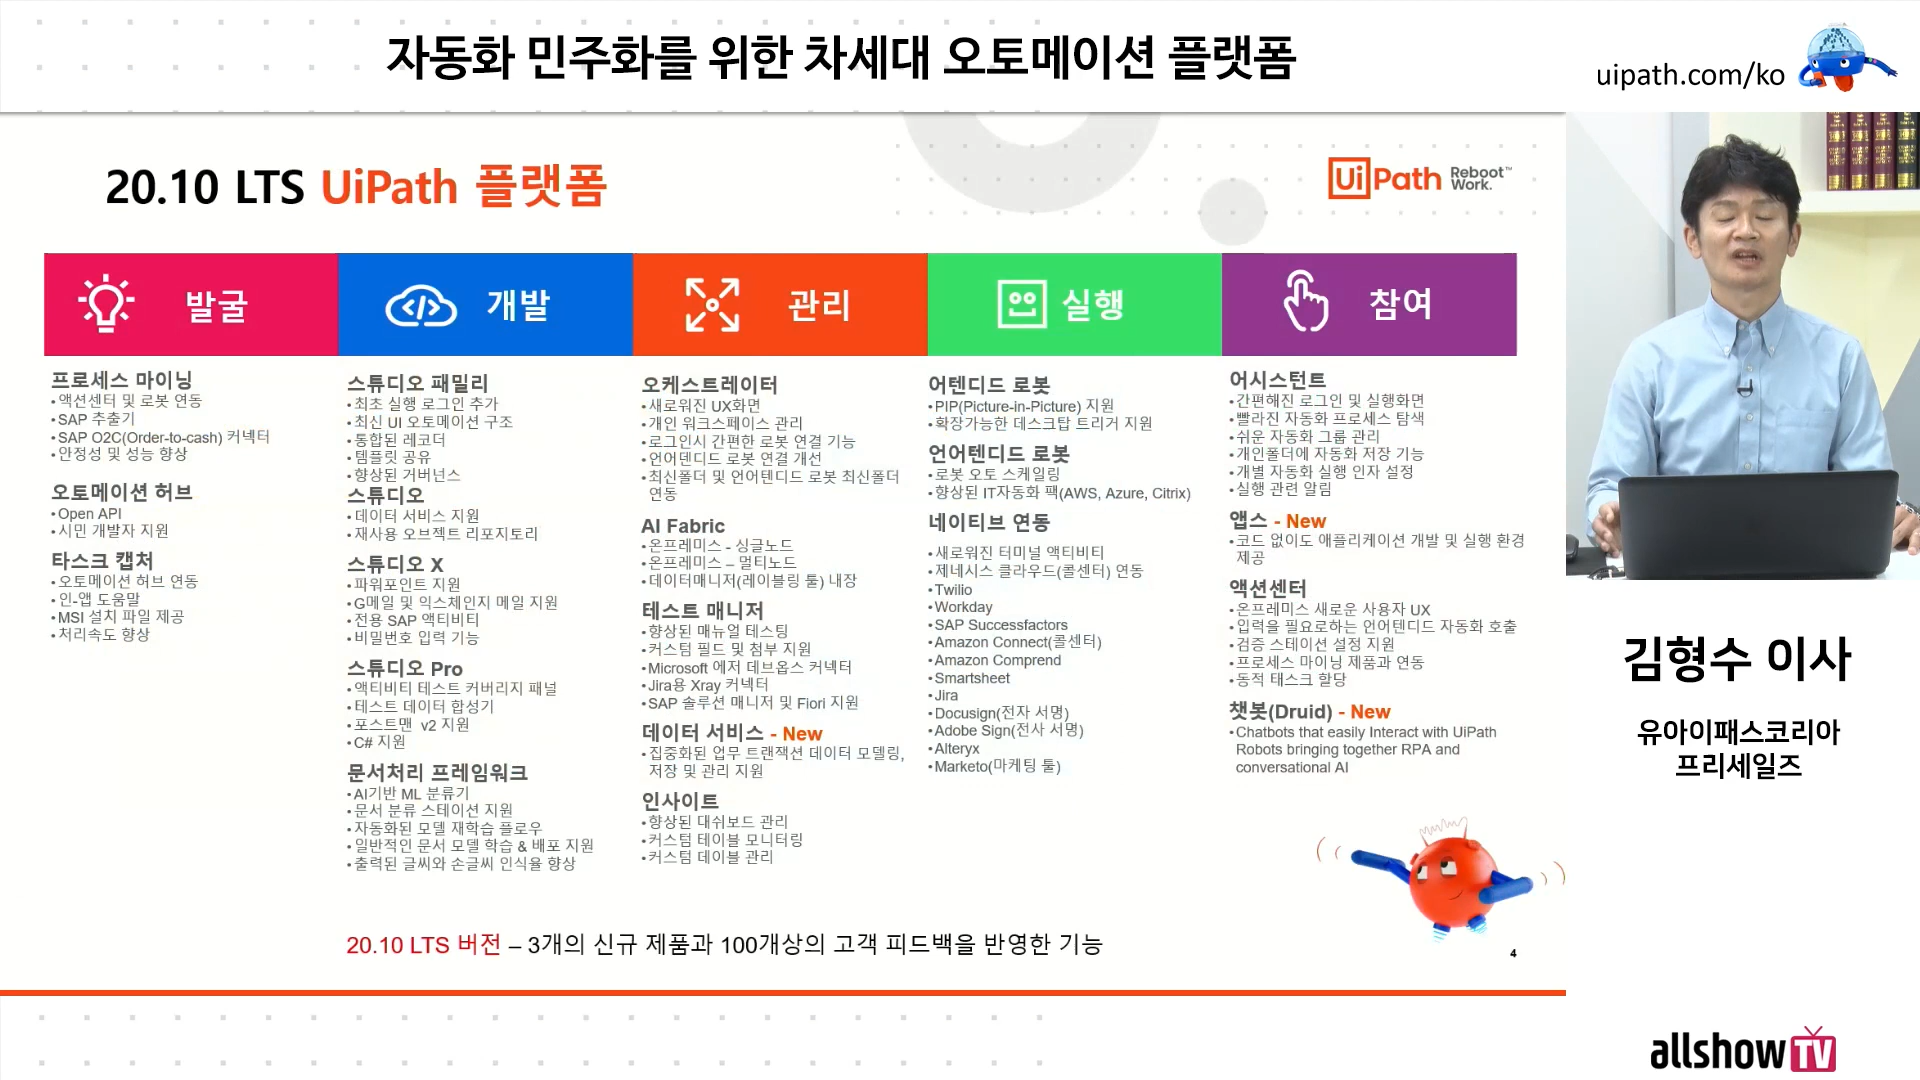 자동화 민주화를 위한 차세대 오토메이션 플랫폼
uipath.com/ko
20.10 LTS UiPath 플랫폼
UiPath Reboot Work.™
발굴
프로세스 마이닝
•액션센터 및 로봇 연동
•SAP 추출기
•SAP O2C(Order-to-cash) 커넥터
•안정성 및 성능 향상
오토메이션 허브
•Open API
•시민 개발자 지원
타스크 캡처
•오토메이션 허브 연동
•인-앱 도움말
•MSI 설치 파일 제공
•처리속도 향상
개발
스튜디오 패밀리
•최초 실행 로그인 추가
•최신 UI 오토메이션 구조
•통합된 레코더
•템플릿 공유
•향상된 거버넌스
스튜디오
•데이터 서비스 지원
•재사용 오브젝트 리포지토리
스튜디오 X
•파워포인트 지원
•G메일 및 익스체인지 메일 지원
•전용 SAP 액티비티
•비밀번호 입력 기능
스튜디오 Pro
•액티비티 테스트 커버리지 패널
•테스트 데이터 합성기
•포스트맨 v2 지원
•C# 지원
문서처리 프레임워크
•AI기반 ML 분류기
•문서 분류 스테이션 지원
•자동화된 모델 재학습 플로우
•일반적인 문서 모델 학습 & 배포 지원
•출력된 글씨와 손글씨 인식율 향상
관리
오케스트레이터
•새로워진 UX화면
•개인 워크스페이스 관리
•로그인시 간편한 로봇 연결 기능
•언어덴디드 로봇 연결 개선
•최신폴더 및 언어텐디드 로봇 최신폴더
연동
AI Fabric
•온프레미스 - 싱글노드
•온프레미스 – 멀티노드
•데이터매니저(레이블링 툴) 내장
테스트 매니저
•향상된 매뉴얼 테스팅
•커스텀 필드 및 첨부 지원
•Microsoft 에저 데브옵스 커넥터
•Jira용 Xray 커넥터
•SAP 솔루션 매니저 및 Fiori 지원
데이터 서비스 - New
•집중화된 업무 트랜잭션 데이터 모델링,
저장 및 관리 지원
인사이트
•향상된 대쉬보드 관리
•커스텀 테이블 모니터링
•커스텀 데이블 관리
실행
어텐디드 로봇
•PIP(Picture-in-Picture) 지원
•확장가능한 데스크탑 트리거 지원
언어텐디드 로봇
•로봇 오토 스케일링
•향상된 IT자동화 팩(AWS, Azure, Citrix)
네이티브 연동
•새로워진 터미널 액티비티
•제네시스 클라우드(콜센터) 연동
•Twilio
•Workday
•SAP Successfactors
•Amazon Connect(콜센터)
•Amazon Comprend
•Smartsheet
•Jira
•Docusign(전자 서명)
•Adobe Sign(전사 서명)
•Alteryx
•Marketo(마케팅 툴)
참여
어시스턴트
•간편해진 로그인 및 실행화면
•빨라진 자동화 프로세스 탐색
•쉬운 자동화 그룹 관리
•개인폴더에 자동화 저장 기능
•개별 자동화 실행 인자 설정
•실행 관련 알림
앱스 - New
•코드 없이도 애플리케이션 개발 및 실행 환경
제공
액션센터
•온프레미스 새로운 사용자 UX
•입력을 필요로하는 언어텐디드 자동화 호출
•검증 스테이션 설정 지원
•프로세스 마이닝 제품과 연동
•동적 태스크 할당
챗봇(Druid) - New
•Chatbots that easily Interact with UiPath
Robots bringing together RPA and
conversational AI
20.10 LTS 버전 – 3개의 신규 제품과 100개상의 고객 피드백을 반영한 기능
4
김형수 이사
유아이패스코리아
프리세일즈
allshowTV